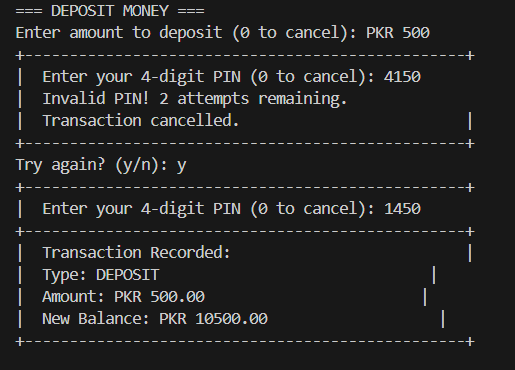 === DEPOSIT MONEY ===
Enter amount to deposit (0 to cancel): PKR 500
+-------------------------------------------------+
|  Enter your 4-digit PIN (0 to cancel): 4150
|  Invalid PIN! 2 attempts remaining.
|  Transaction cancelled.                         |
+-------------------------------------------------+
Try again? (y/n): y
+-------------------------------------------------+
|  Enter your 4-digit PIN (0 to cancel): 1450
+-------------------------------------------------+
|  Transaction Recorded:                          |
|  Type: DEPOSIT                              |
|  Amount: PKR 500.00                        |
|  New Balance: PKR 10500.00                   |
+-------------------------------------------------+